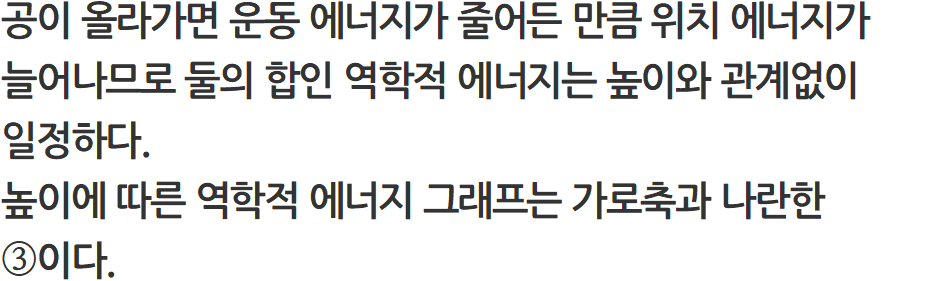 공이 올라가면 운동 에너지가 줄어든 만큼 위치 에너지가
늘어나므로 둘의 합인 역학적 에너지는 높이와 관계없이
일정하다.
높이에 따른 역학적 에너지 그래프는 가로축과 나란한
③이다.